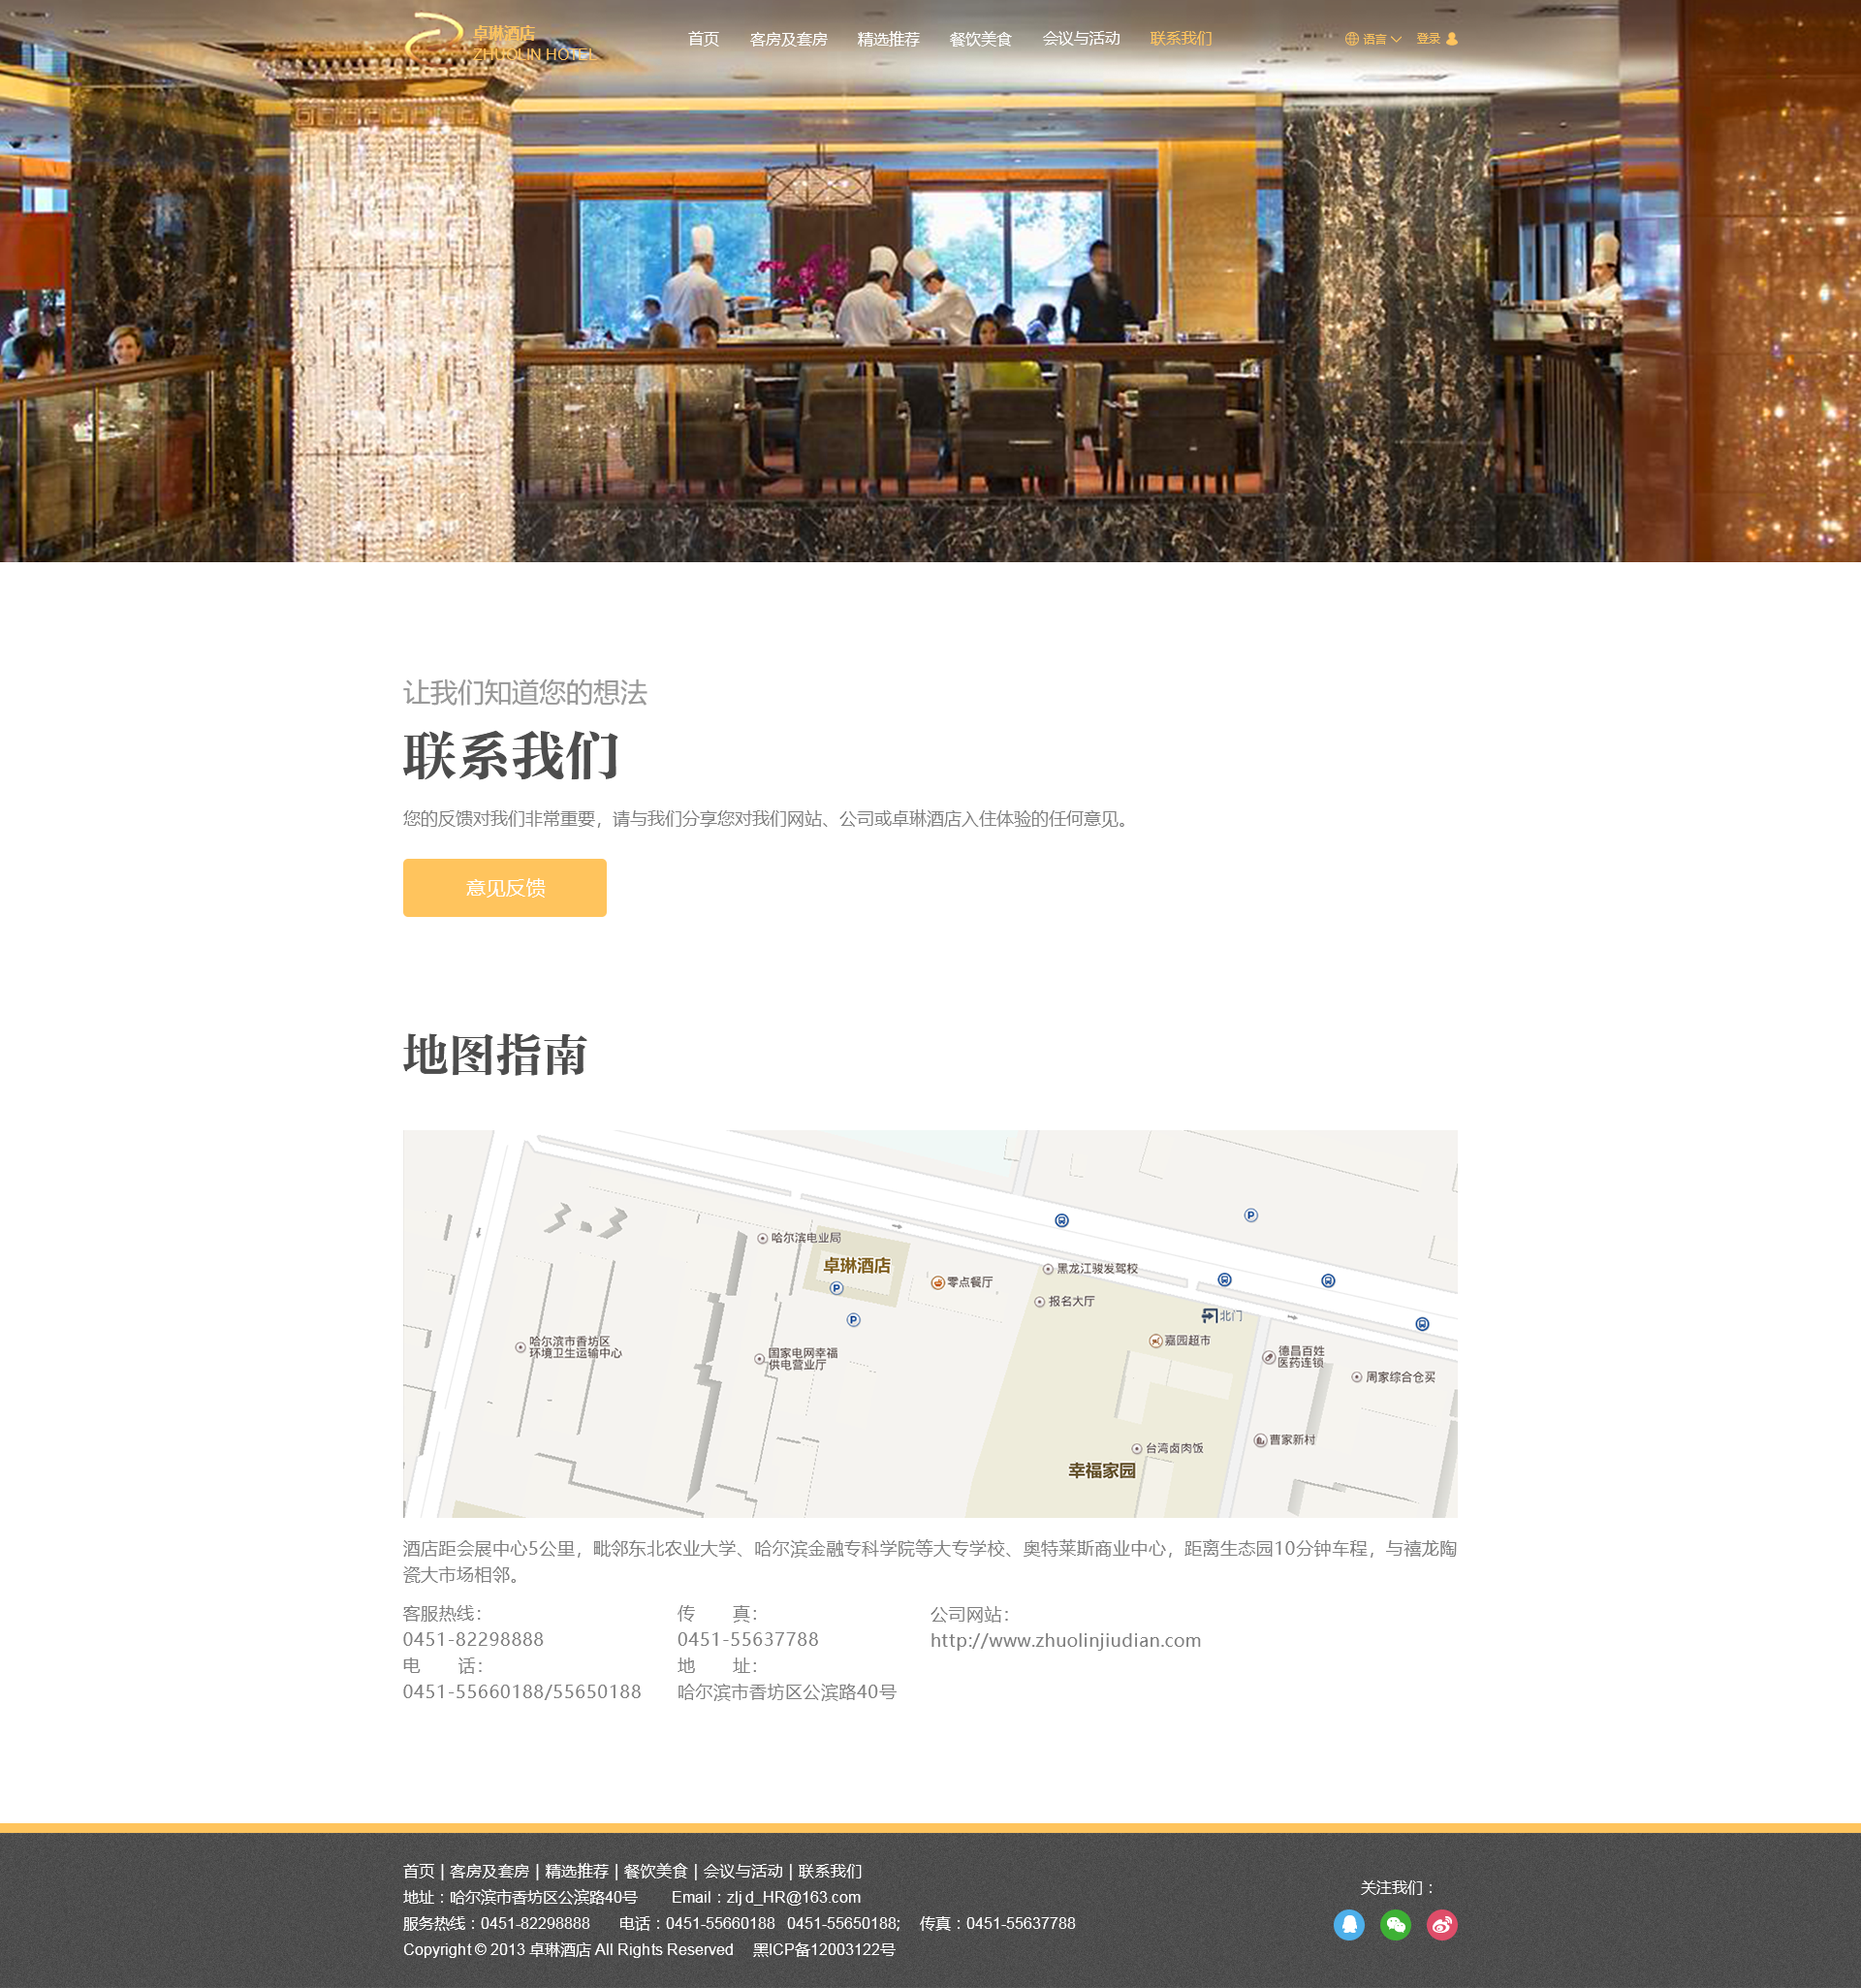 卓琳酒店
ZHUOLIN HOTEL
首页 客房及套房 精选推荐 餐饮美食 会议与活动 联系我们 语言 登录
让我们知道您的想法
联系我们
您的反馈对我们非常重要，请与我们分享您对我们网站、公司或卓琳酒店入住体验的任何意见。
意见反馈
地图指南
哈尔滨电业局
卓琳酒店
零点餐厅
黑龙江骏发驾校
报名大厅
北门
嘉园超市
哈尔滨市香坊区
环境卫生运输中心
国家电网幸福
供电营业厅
德昌百姓
医药连锁
周家综合仓买
曹家新村
台湾卤肉饭
幸福家园
酒店距会展中心5公里，毗邻东北农业大学、哈尔滨金融专科学院等大专学校、奥特莱斯商业中心，距离生态园10分钟车程，与禧龙陶
瓷大市场相邻。
客服热线：
0451-82298888
电 话：
0451-55660188/55650188
传 真：
0451-55637788
地 址：
哈尔滨市香坊区公滨路40号
公司网站：
http://www.zhuolinjiudian.com
首页 | 客房及套房 | 精选推荐 | 餐饮美食 | 会议与活动 | 联系我们
地址：哈尔滨市香坊区公滨路40号 Email：zljd_HR@163.com
服务热线：0451-82298888 电话：0451-55660188 0451-55650188; 传真：0451-55637788
Copyright © 2013 卓琳酒店 All Rights Reserved 黑ICP备12003122号
关注我们：